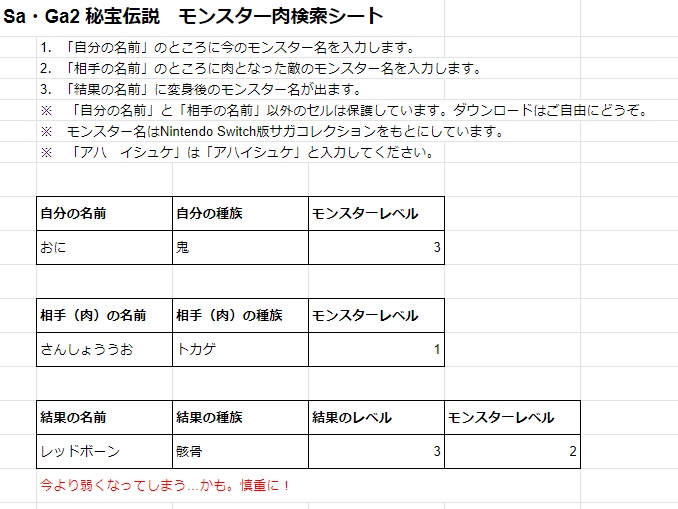 Sa・Ga2 秘宝伝説　モンスター肉検索シート
1. 「自分の名前」のところに今のモンスター名を入力します。
2. 「相手の名前」のところに肉となった敵のモンスター名を入力します。
3. 「結果の名前」に変身後のモンスター名が出ます。
※　「自分の名前」と「相手の名前」以外のセルは保護しています。ダウンロードはご自由にどうぞ。
※　モンスター名はNintendo Switch版サガコレクションをもとにしています。
※　「アハ　イシュケ」は「アハイシュケ」と入力してください。
自分の名前 自分の種族 モンスターレベル
おに 鬼 3
相手（肉）の名前 相手（肉）の種族 モンスターレベル
さんしょううお トカゲ 1
結果の名前 結果の種族 結果のレベル モンスターレベル
レッドボーン 骸骨 3 2
今より弱くなってしまう…かも。慎重に！